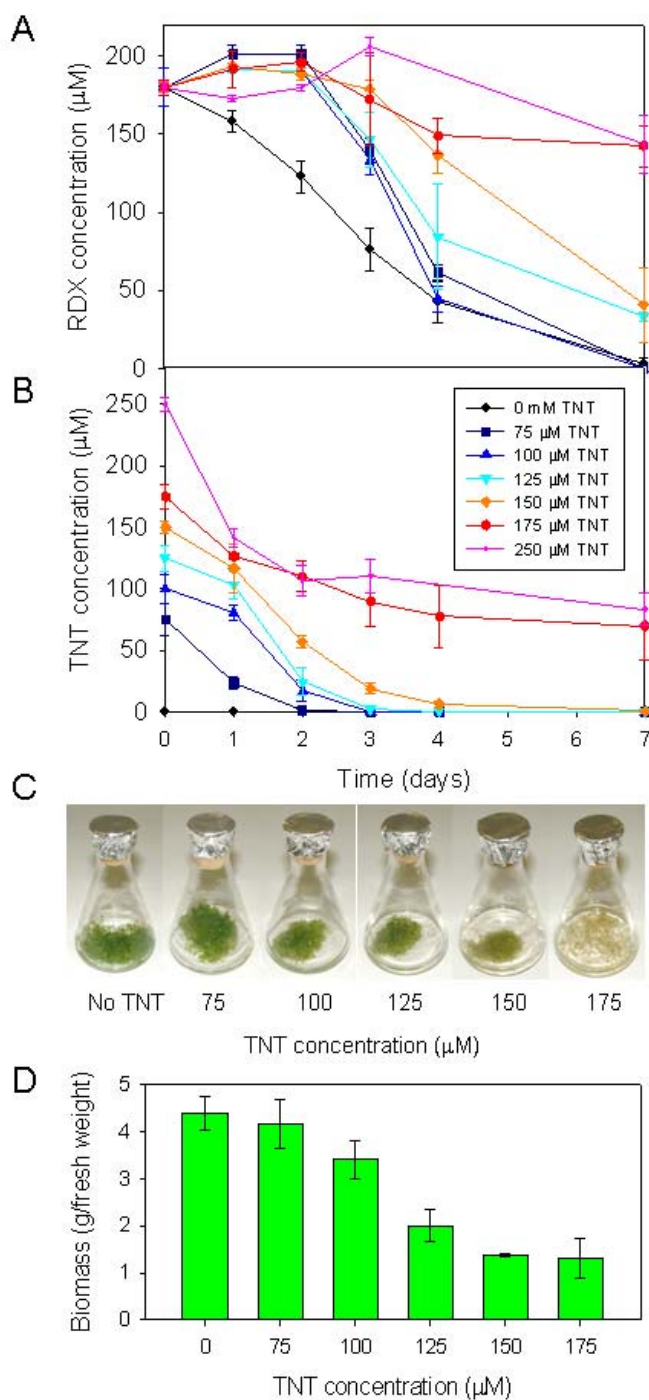 A
200
150
100
50
0
RDX concentration (µM)
B
250
200
150
100
50
0
TNT concentration (µM)
0 mM TNT
75 µM TNT
100 µM TNT
125 µM TNT
150 µM TNT
175 µM TNT
250 µM TNT
0 1 2 3 4 5 6 7
Time (days)
C
No TNT 75 100 125 150 175
TNT concentration (µM)
D
5
4
3
2
1
0
Biomass (g/fresh weight)
0 75 100 125 150 175
TNT concentration (µM)